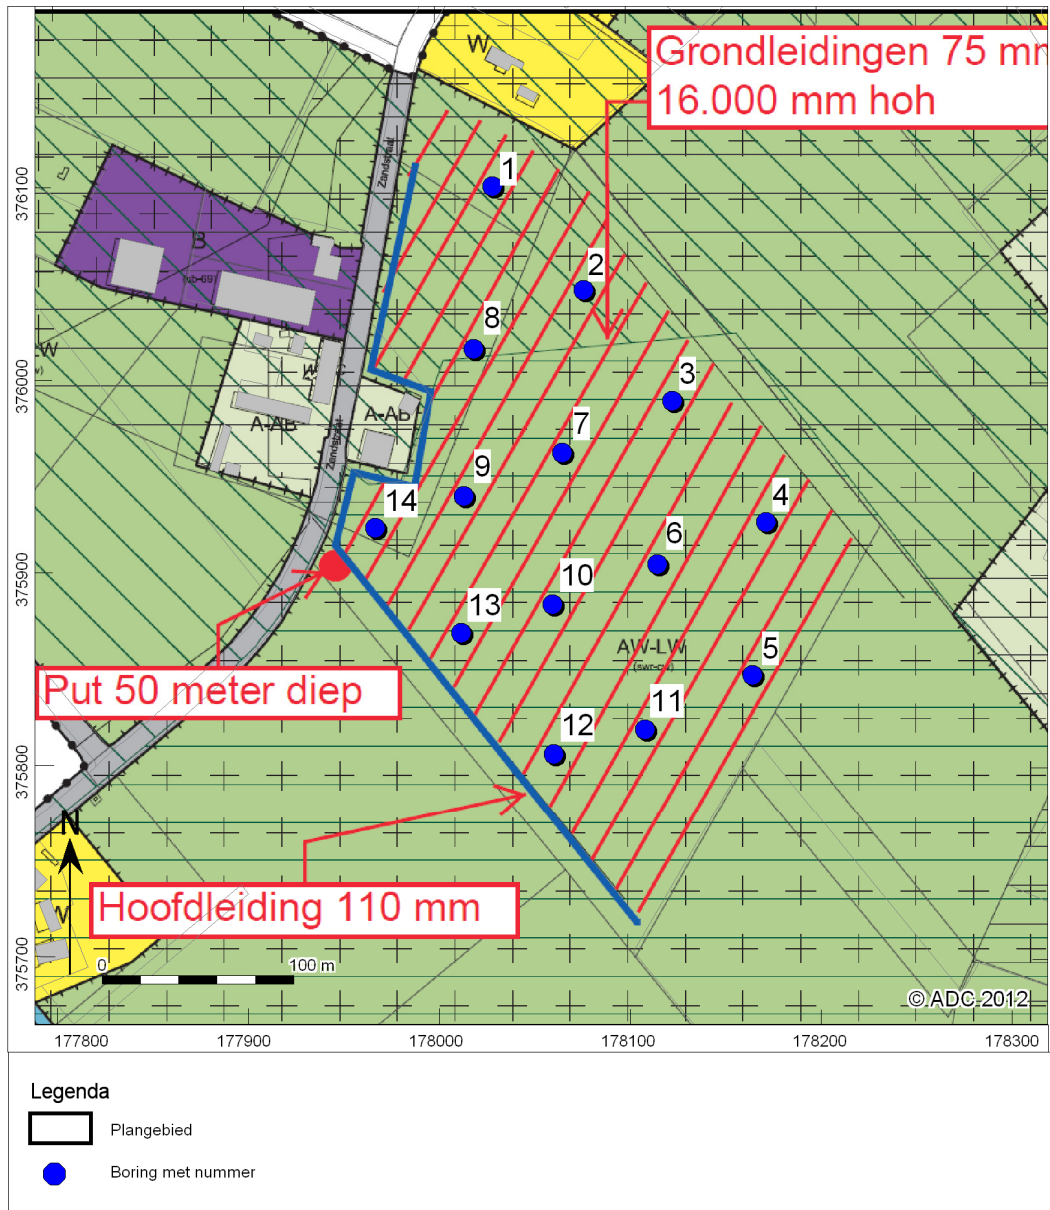 Grondleidingen 75 mm
16.000 mm hoh
W
Zandstraat
1
B
2
8
3
W
A-AB
A-AB
Zandstraat
7
9
14
4
6
10
13
AW-LW
5
11
12
Put 50 meter diep
Hoofdleiding 110 mm
N
W
0 100 m
© ADC 2012
376100
376000
375900
375800
375700
177800 177900 178000 178100 178200 178300
Legenda
Plangebied
Boring met nummer